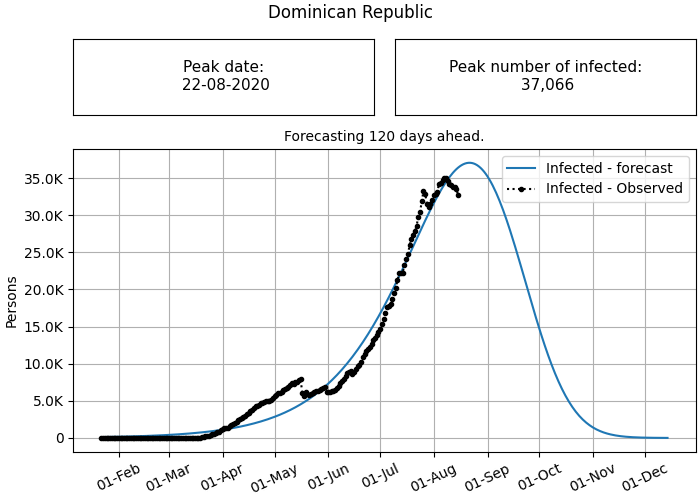 Dominican Republic
Peak date:
22-08-2020
Peak number of infected:
37,066
Forecasting 120 days ahead.
Infected - forecast
Infected - Observed
Persons
35.0K
30.0K
25.0K
20.0K
15.0K
10.0K
5.0K
0
01-Feb
01-Mar
01-Apr
01-May
01-Jun
01-Jul
01-Aug
01-Sep
01-Oct
01-Nov
01-Dec